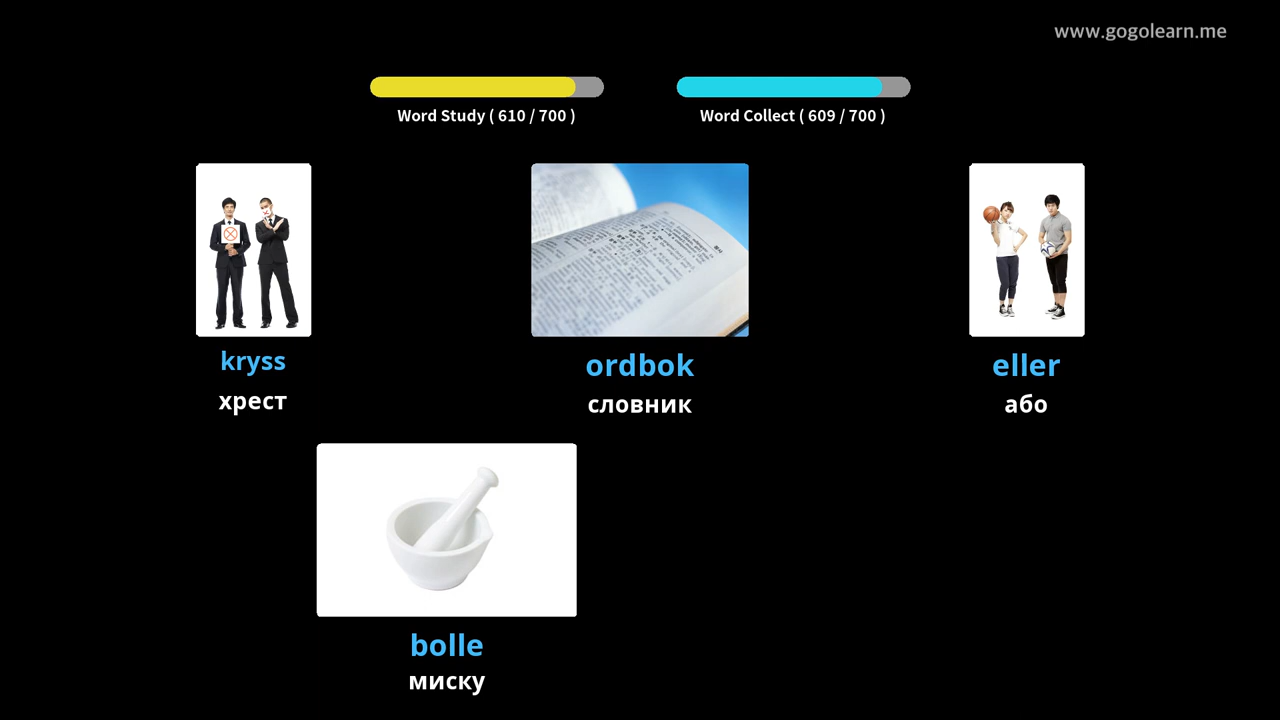 www.gogolearn.me
Word Study ( 610 / 700 )
Word Collect ( 609 / 700 )
kryss
хрест
ordbok
словник
eller
або
bolle
миску